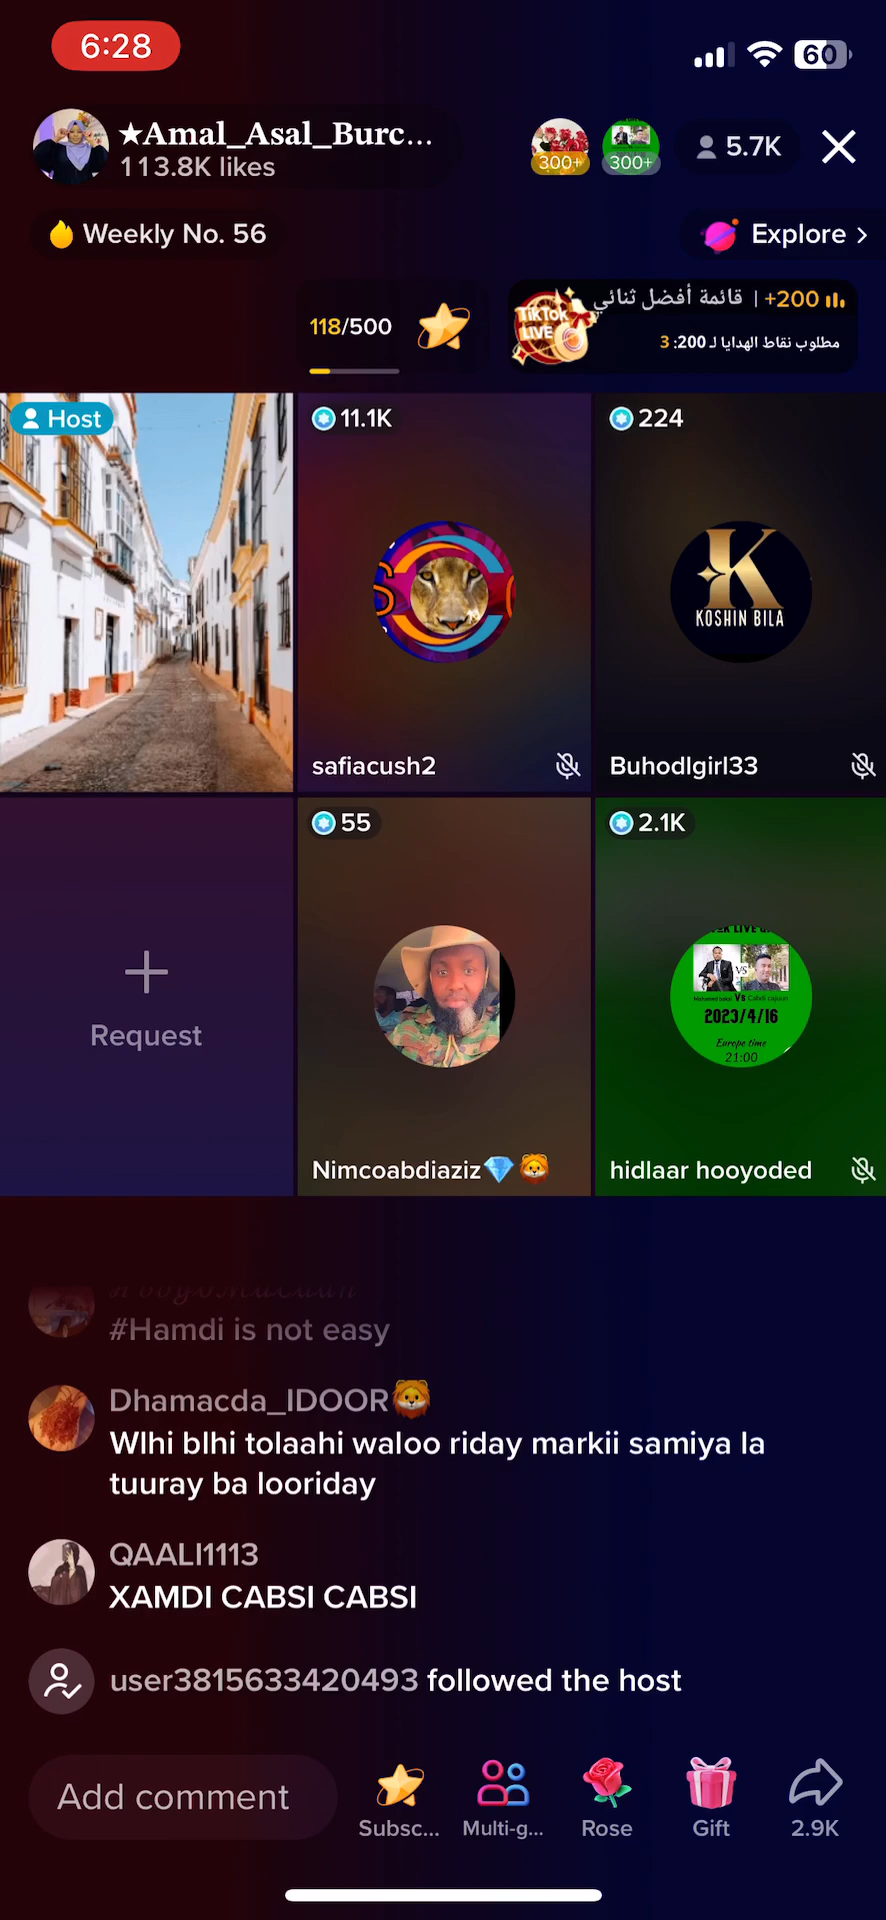 6:28
60
★Amal_Asal_Burc...
113.8K likes
300+
300+
5.7K
Weekly No. 56
Explore >
118/500
TikTok
LIVE
قائمة أفضل ثنائي | +200
مطلوب نقاط الهدايا لـ 200: 3
Host
11.1K
224
K
KOSHIN BILA
safiacush2
Buhodlgirl33
55
2.1K
VS
Vs
2023/4/16
Europe time
21:00
Request
Nimcoabdiaziz💎🦁
hidlaar hooyoded
#Hamdi is not easy
Dhamacda_IDOOR🦁
Wlhi blhi tolaahi waloo riday markii samiya la
tuuray ba looriday
QAALI1113
XAMDI CABSI CABSI
user3815633420493 followed the host
Add comment
Subsc...
Multi-g...
Rose
Gift
2.9K